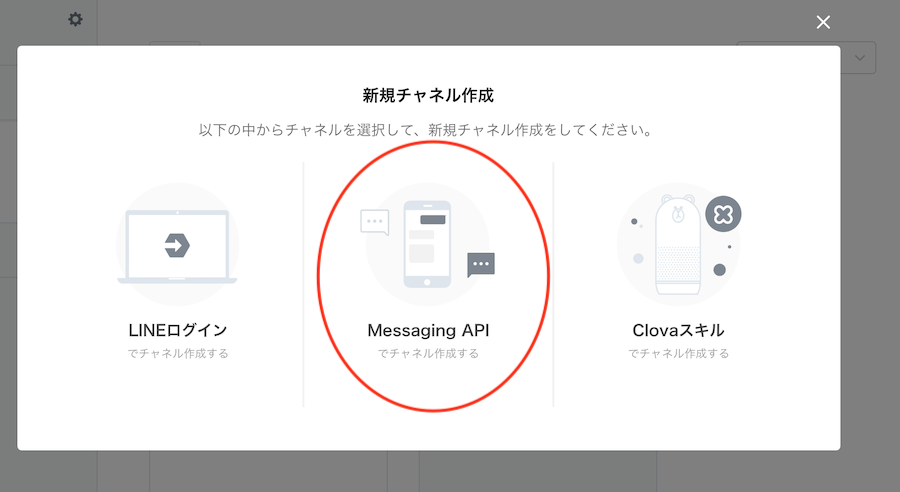 新規チャネル作成
以下の中からチャネルを選択して、新規チャネル作成をしてください。
LINEログイン
でチャネル作成する
Messaging API
でチャネル作成する
Clovaスキル
でチャネル作成する